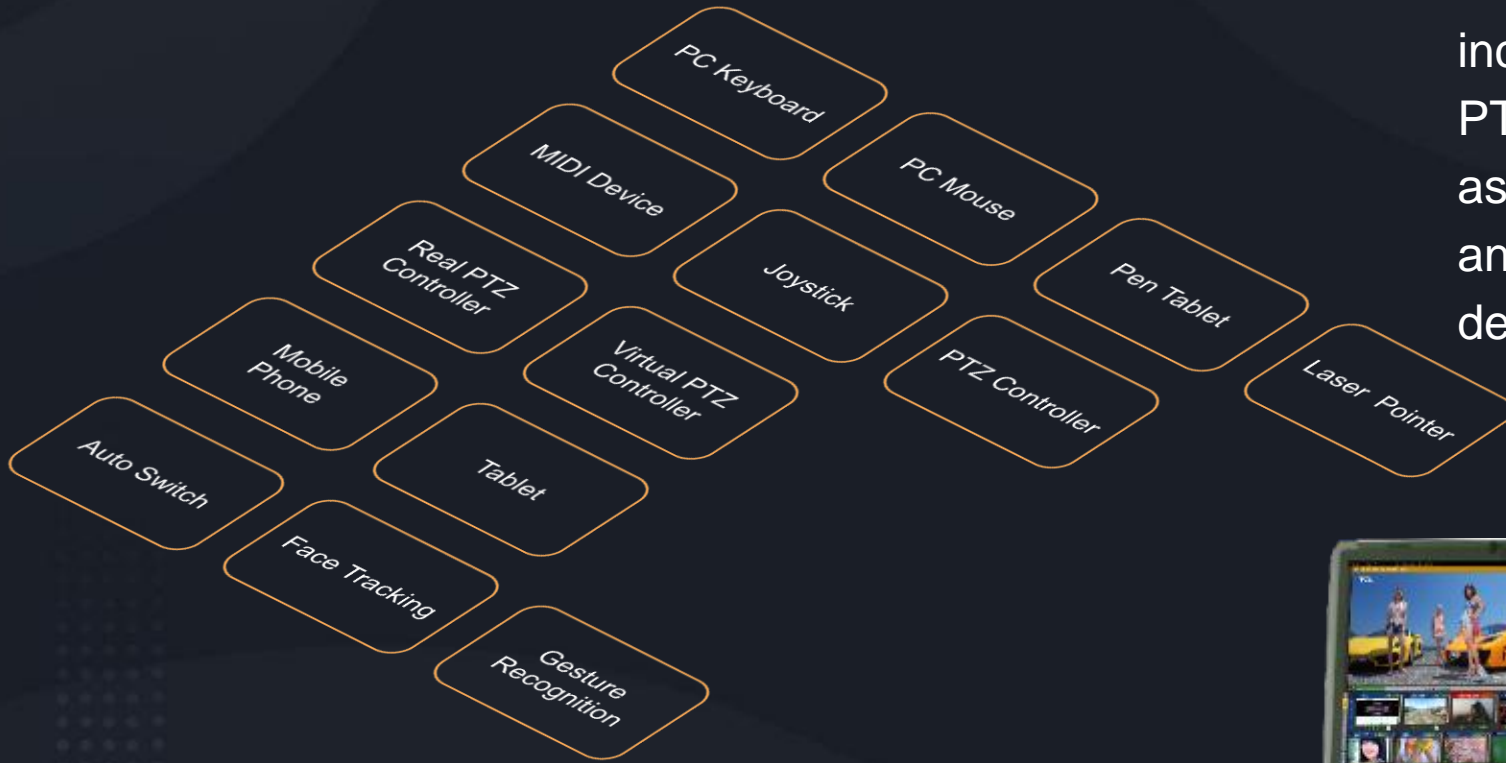 PC Keyboard
PC Mouse
Pen Tablet
Laser Pointer
MIDI Device
Joystick
PTZ Controller
Real PTZ
Controller
Virtual PTZ
Controller
Mobile
Phone
Tablet
Auto Switch
Face Tracking
Gesture
Recognition
PT
as
an
de